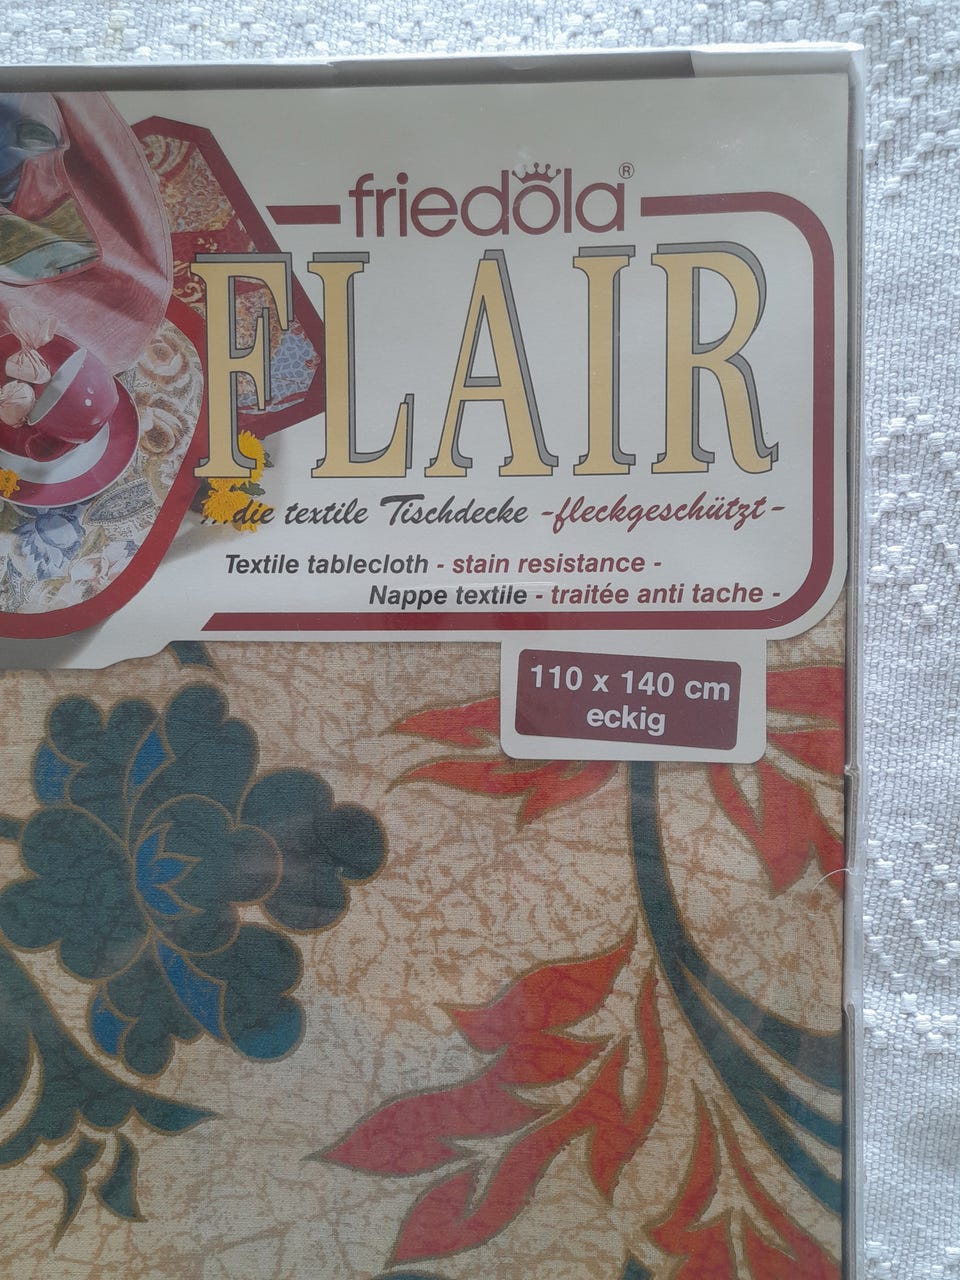 friedola®
FLAIR
...die textile Tischdecke -fleckgeschützt-
Textile tablecloth - stain resistance -
Nappe textile - traitée anti tache -
110 x 140 cm
eckig